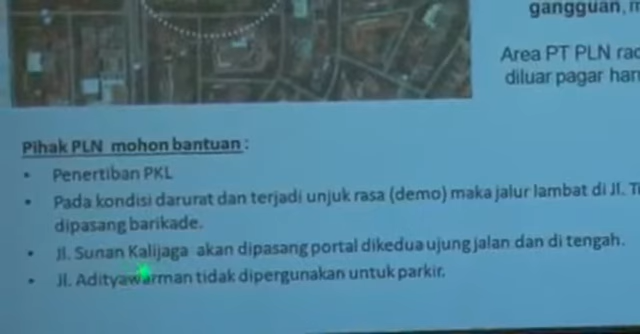 gangguan,
Area PT PLN
diluar pagar
Pihak PLN mohon bantuan :
• Penertiban PKL
• Pada kondisi darurat dan terjadi unjuk rasa (demo) maka jalur lambat di Jl.
dipasang barikade.
• Jl. Sunan Kalijaga akan dipasang portal dikedua ujung jalan dan di tengah.
• Jl. Adityawarman tidak dipergunakan untuk parkir.